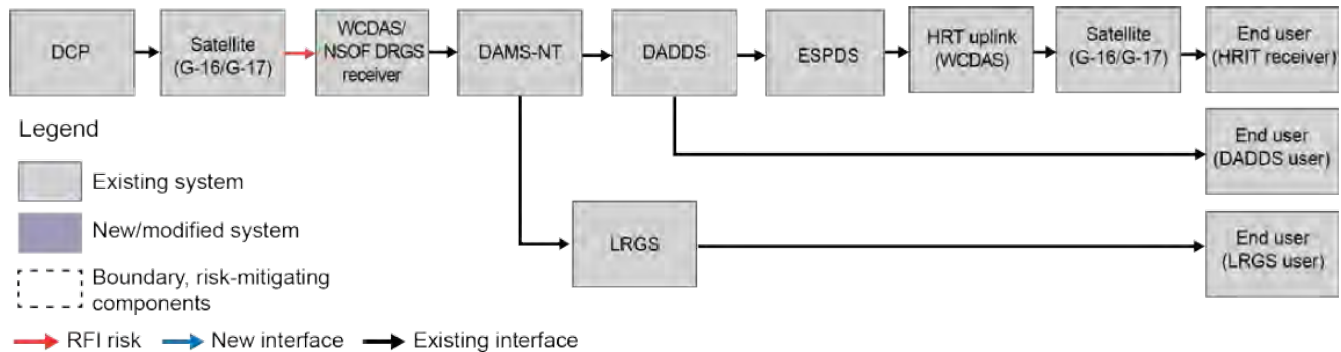 DCP
Satellite
(G-16/G-17)
WCDAS/
NSOF DRGS
receiver
DAMS-NT
DADDS
ESPDS
HRT uplink
(WCDAS)
Satellite
(G-16/G-17)
End user
(HRIT receiver)
Legend
Existing system
New/modified system
Boundary, risk-mitigating
components
End user
(DADDS user)
LRGS
End user
(LRGS user)
RFI risk
New interface
Existing interface